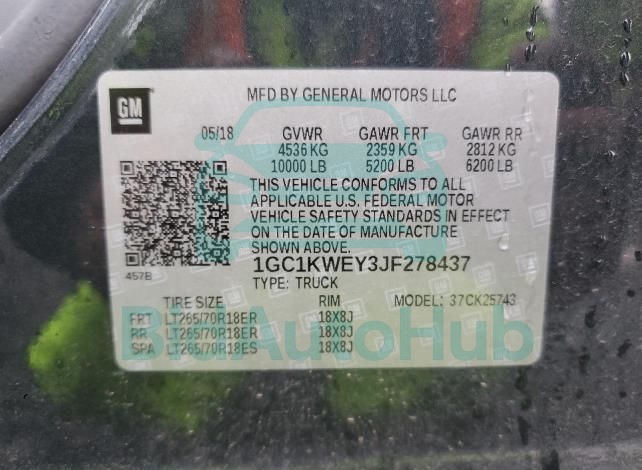 GM
MFD BY GENERAL MOTORS LLC
05/18 GVWR GAWR FRT GAWR RR
4536 KG 2359 KG 2812 KG
10000 LB 5200 LB 6200 LB
THIS VEHICLE CONFORMS TO ALL
APPLICABLE U.S. FEDERAL MOTOR
VEHICLE SAFETY STANDARDS IN EFFECT
ON THE DATE OF MANUFACTURE
SHOWN ABOVE.
457B
1GC1KWEY3JF278437
TYPE: TRUCK
TIRE SIZE RIM MODEL: 37CK25743
FRT LT265/70R18ER 18X8J
RR LT265/70R18ER 18X8J
SPA LT265/70R18ES 18X8J
BidAutoHub